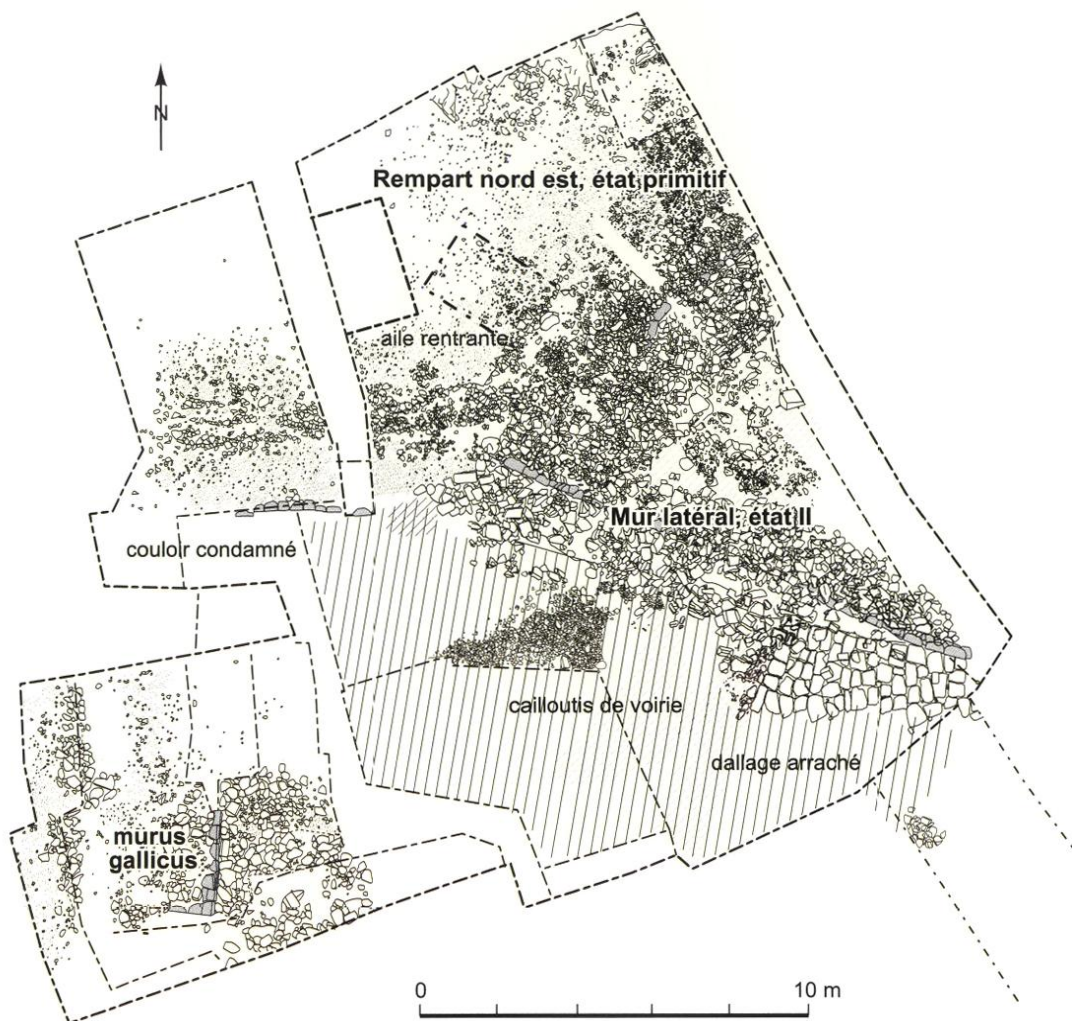 N
Rempart nord est, état primitif
aile rentrante
Mur latéral, état II
couloir condamné
cailloutis de voirie
dallage arraché
murus
gallicus
0 10 m